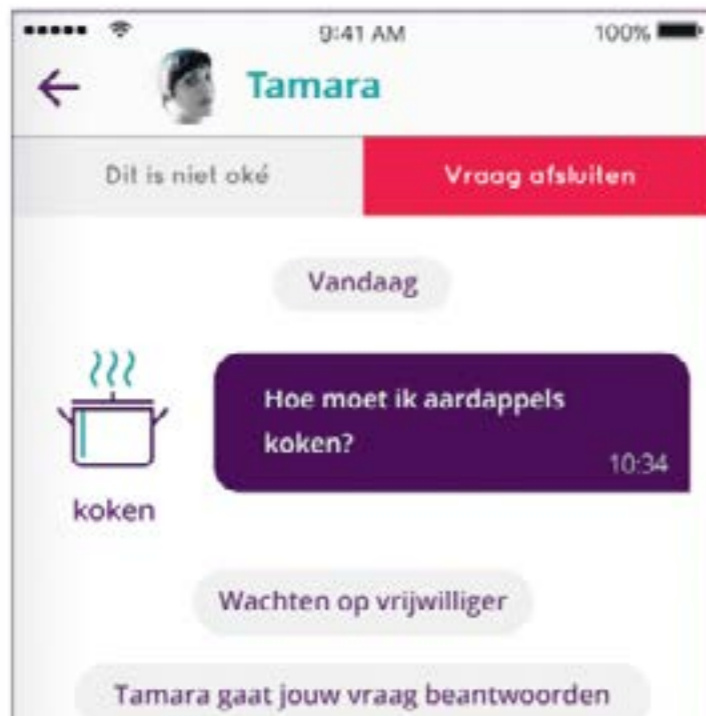 9:41 AM
100%
Tamara
Dit is niet oké
Vraag afsluiten
Vandaag
Hoe moet ik aardappels
koken?
10:34
koken
Wachten op vrijwilliger
Tamara gaat jouw vraag beantwoorden